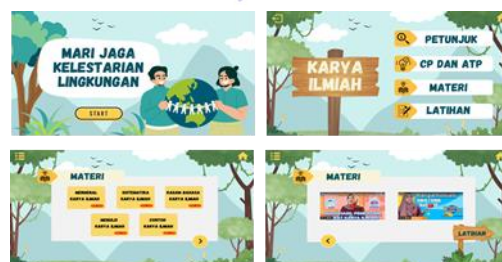 MARI JAGA
KELESTARIAN
LINGKUNGAN
START
KARYA
ILMIAH
PETUNJUK
CP DAN ATP
MATERI
LATIHAN
MATERI
MENGENAL
KARYA ILMIAH
SISTEMATIKA
KARYA ILMIAH
RAGAM BAHASA
KARYA ILMIAH
MENULIS
KARYA ILMIAH
CONTOH
KARYA ILMIAH
MATERI
LATIHAN